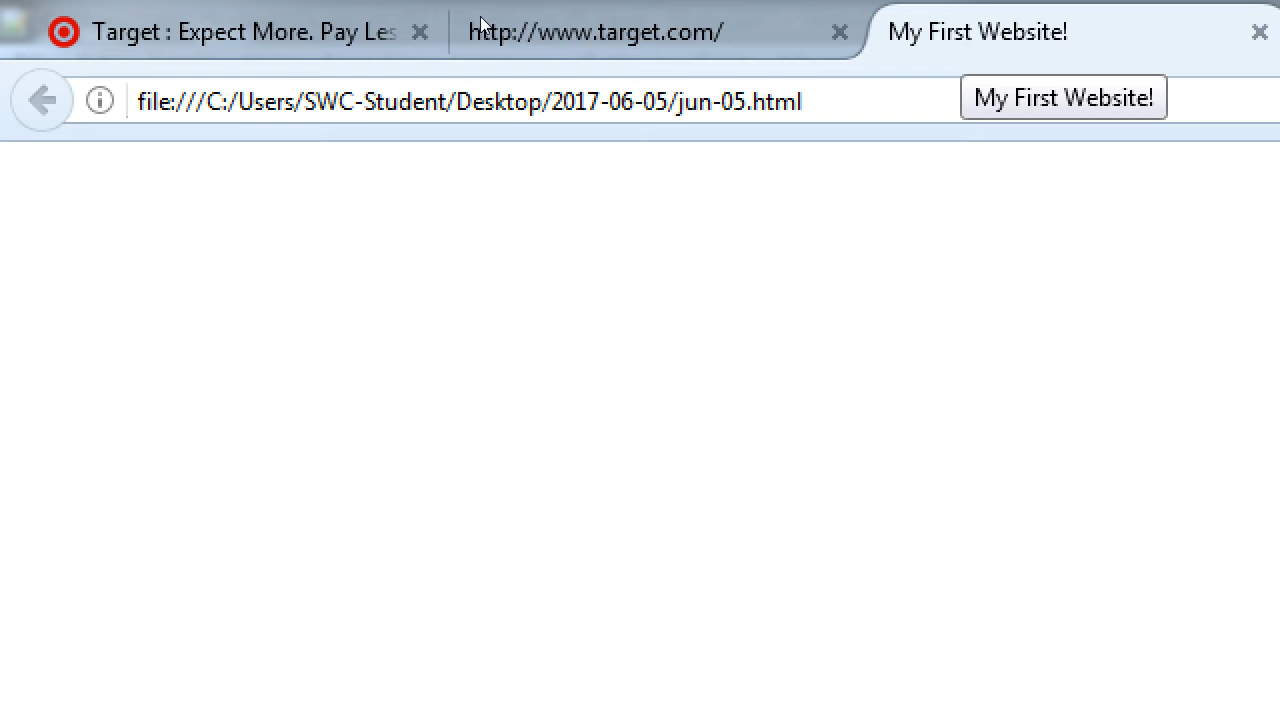 Target : Expect More. Pay Les
http://www.target.com/
My First Website!
file:///C:/Users/SWC-Student/Desktop/2017-06-05/jun-05.html
My First Website!